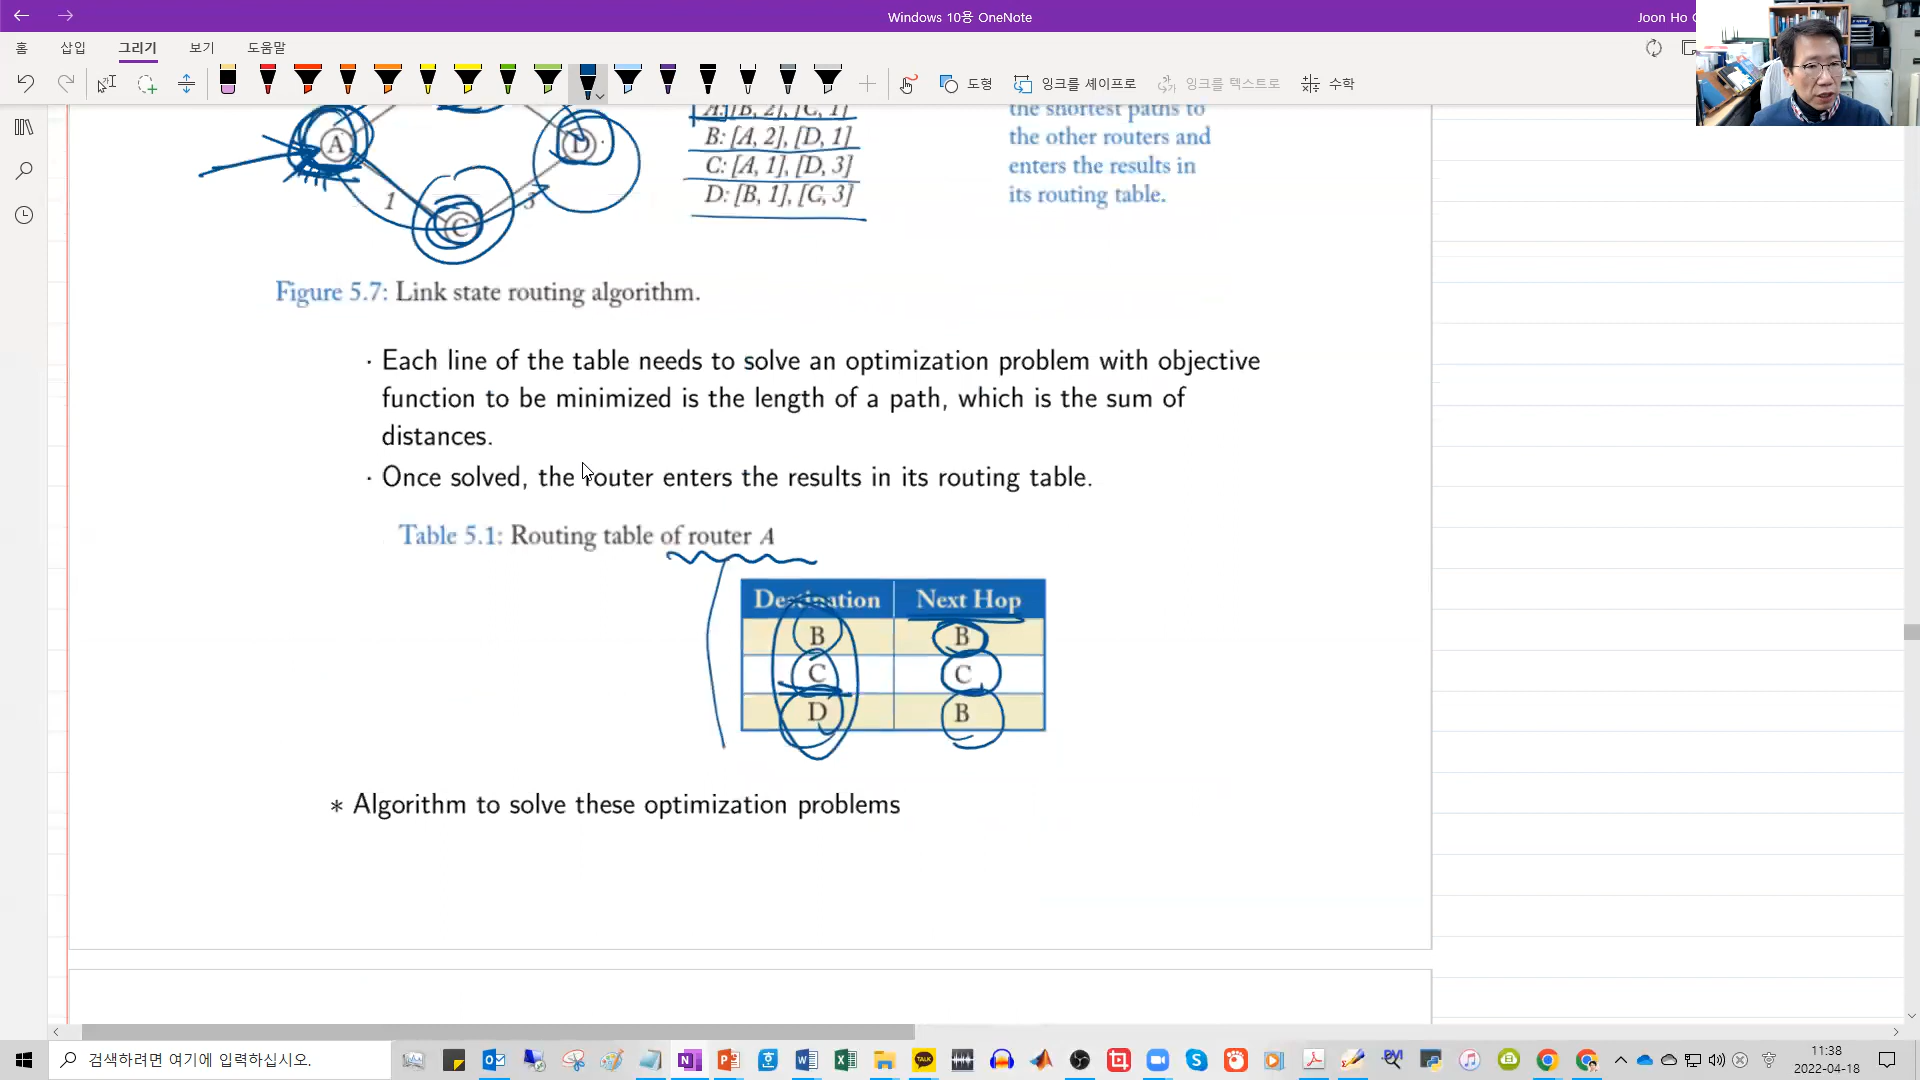 Windows 10용 OneNote
Joon Ho
홈 삽입 그리기 보기 도움말
도형 잉크를 셰이프로 잉크를 텍스트로 수학
A: [B, 2], [C, 1]
B: [A, 2], [D, 1]
C: [A, 1], [D, 3]
D: [B, 1], [C, 3]
the shortest paths to
the other routers and
enters the results in
its routing table.
A
D
1
3
C
Figure 5.7: Link state routing algorithm.
· Each line of the table needs to solve an optimization problem with objective
function to be minimized is the length of a path, which is the sum of
distances.
· Once solved, the router enters the results in its routing table.
Table 5.1: Routing table of router A
Destination Next Hop
B B
C C
D B
* Algorithm to solve these optimization problems
검색하려면 여기에 입력하십시오.
11:38
2022-04-18